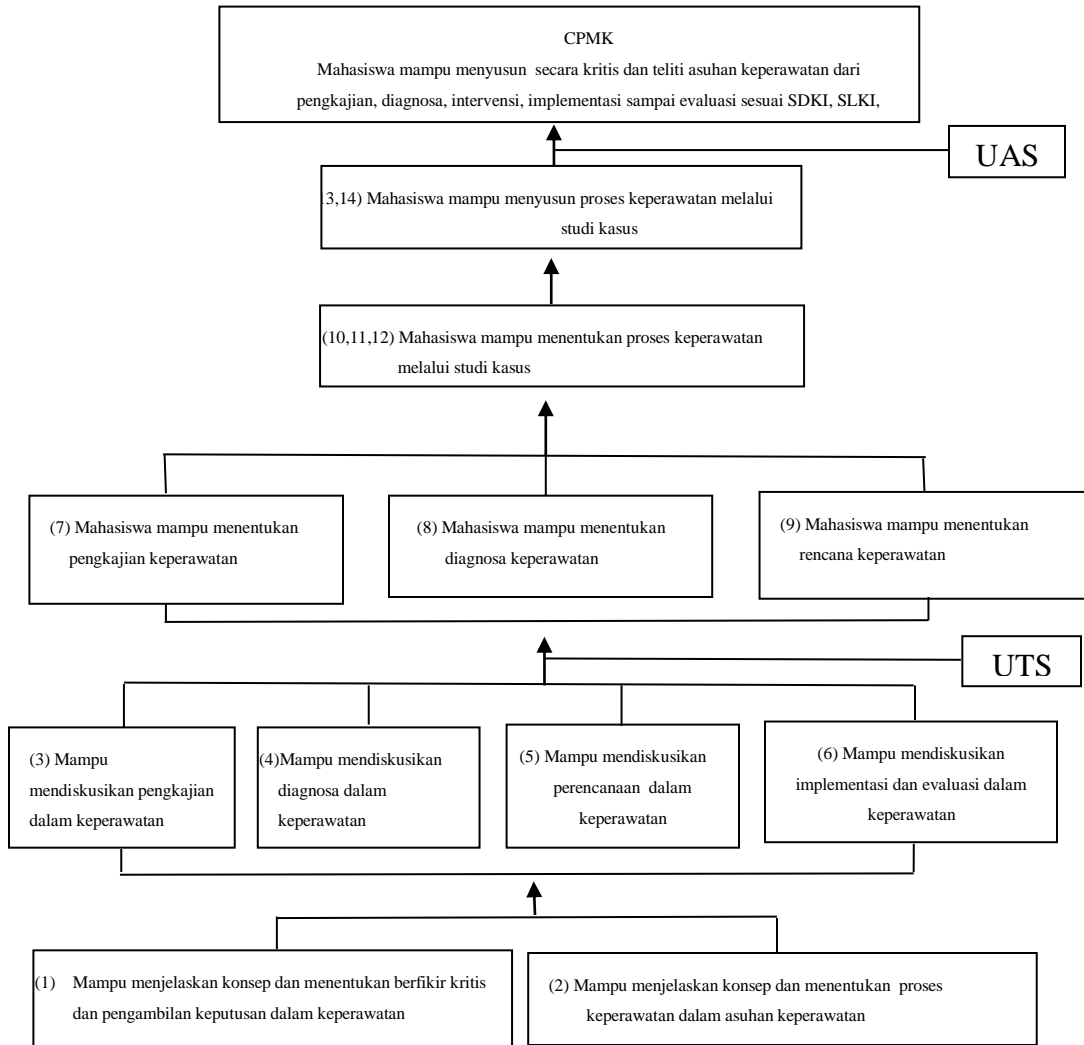 CPMK
Mahasiswa mampu menyusun secara kritis dan teliti asuhan keperawatan dari
pengkajian, diagnosa, intervensi, implementasi sampai evaluasi sesuai SDKI, SLKI,
UAS
13,14) Mahasiswa mampu menyusun proses keperawatan melalui
studi kasus
(10,11,12) Mahasiswa mampu menentukan proses keperawatan
melalui studi kasus
(7) Mahasiswa mampu menentukan
pengkajian keperawatan
(8) Mahasiswa mampu menentukan
diagnosa keperawatan
(9) Mahasiswa mampu menentukan
rencana keperawatan
UTS
(3) Mampu
mendiskusikan pengkajian
dalam keperawatan
(4)Mampu mendiskusikan
diagnosa dalam
keperawatan
(5) Mampu mendiskusikan
perencanaan dalam
keperawatan
(6) Mampu mendiskusikan
implementasi dan evaluasi dalam
keperawatan
(1) Mampu menjelaskan konsep dan menentukan berfikir kritis
dan pengambilan keputusan dalam keperawatan
(2) Mampu menjelaskan konsep dan menentukan proses
keperawatan dalam asuhan keperawatan